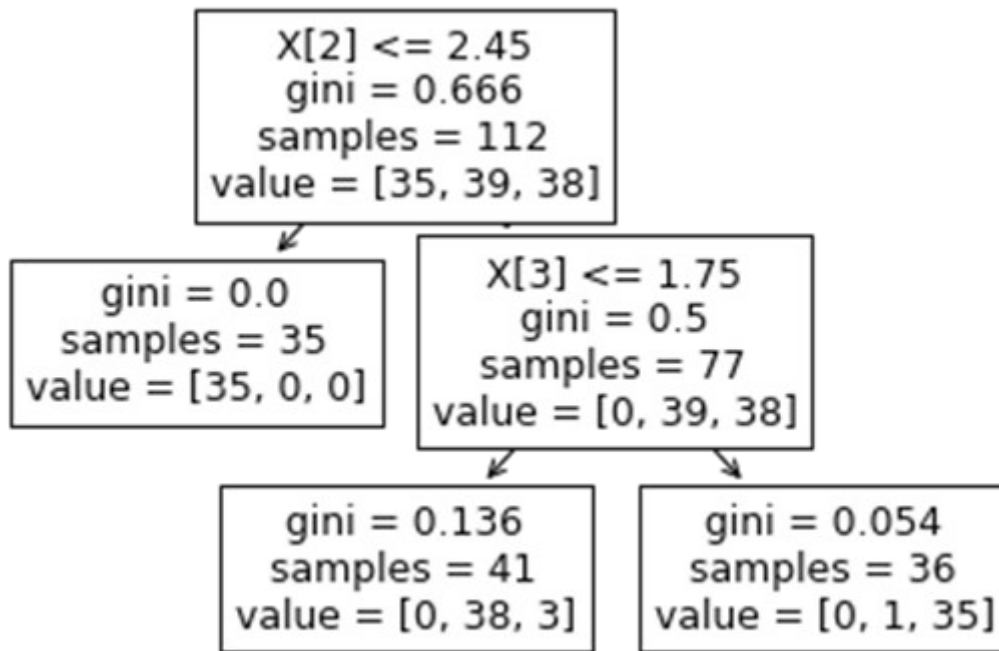 X[2] <= 2.45
gini = 0.666
samples = 112
value = [35, 39, 38]
gini = 0.0
samples = 35
value = [35, 0, 0]
X[3] <= 1.75
gini = 0.5
samples = 77
value = [0, 39, 38]
gini = 0.136
samples = 41
value = [0, 38, 3]
gini = 0.054
samples = 36
value = [0, 1, 35]